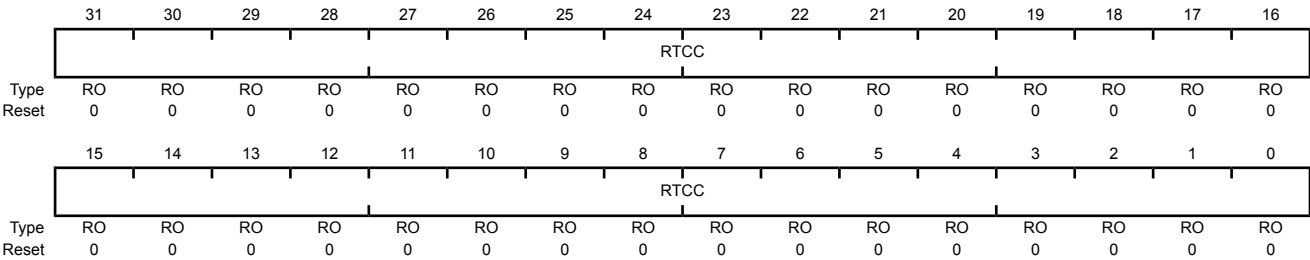 31 30 29 28 27 26 25 24 23 22 21 20 19 18 17 16
RTCC
Type RO RO RO RO RO RO RO RO RO RO RO RO RO RO RO RO
Reset 0 0 0 0 0 0 0 0 0 0 0 0 0 0 0 0
15 14 13 12 11 10 9 8 7 6 5 4 3 2 1 0
RTCC
Type RO RO RO RO RO RO RO RO RO RO RO RO RO RO RO RO
Reset 0 0 0 0 0 0 0 0 0 0 0 0 0 0 0 0